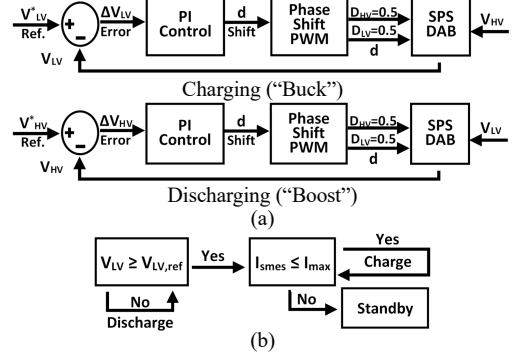 V*LV
Ref.
+
-
ΔVLV
Error
PI
Control
d
Shift
Phase
Shift
PWM
DHV=0.5
DLV=0.5
d
SPS
DAB
VHV
VLV
Charging (“Buck”)
V*HV
Ref.
+
-
ΔVHV
Error
PI
Control
d
Shift
Phase
Shift
PWM
DHV=0.5
DLV=0.5
d
SPS
DAB
VLV
VHV
Discharging (“Boost”)
(a)
VLV ≥ VLV,ref
Yes
No
Discharge
Ismes ≤ Imax
Yes
Charge
No
Standby
(b)